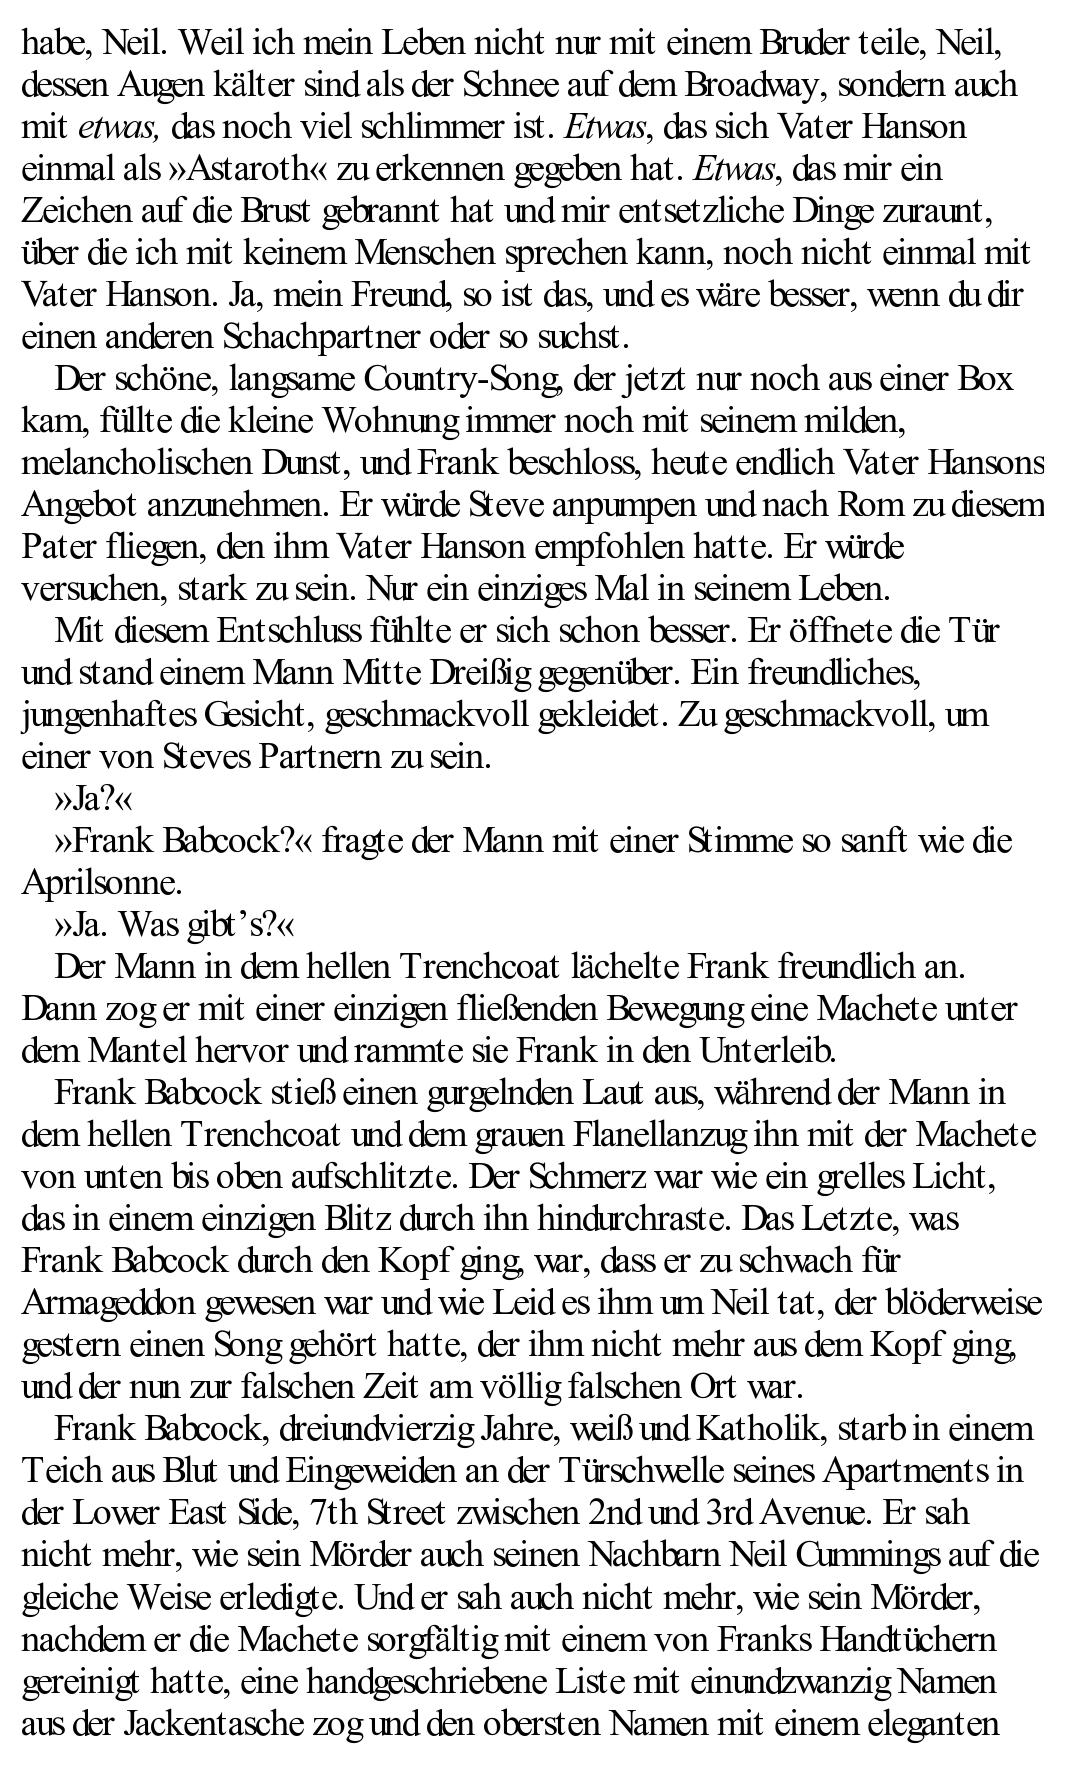 habe, Neil. Weil ich mein Leben nicht nur mit einem Bruder teile, Neil,
dessen Augen kälter sind als der Schnee auf dem Broadway, sondern auch
mit etwas, das noch viel schlimmer ist. Etwas, das sich Vater Hanson
einmal als »Astaroth« zu erkennen gegeben hat. Etwas, das mir ein
Zeichen auf die Brust gebrannt hat und mir entsetzliche Dinge zuraunt,
über die ich mit keinem Menschen sprechen kann, noch nicht einmal mit
Vater Hanson. Ja, mein Freund, so ist das, und es wäre besser, wenn du dir
einen anderen Schachpartner oder so suchst.
Der schöne, langsame Country-Song, der jetzt nur noch aus einer Box
kam, füllte die kleine Wohnung immer noch mit seinem milden,
melancholischen Dunst, und Frank beschloss, heute endlich Vater Hansons
Angebot anzunehmen. Er würde Steve anpumpen und nach Rom zu diesem
Pater fliegen, den ihm Vater Hanson empfohlen hatte. Er würde
versuchen, stark zu sein. Nur ein einziges Mal in seinem Leben.
Mit diesem Entschluss fühlte er sich schon besser. Er öffnete die Tür
und stand einem Mann Mitte Dreißig gegenüber. Ein freundliches,
jungenhaftes Gesicht, geschmackvoll gekleidet. Zu geschmackvoll, um
einer von Steves Partnern zu sein.
»Ja?«
»Frank Babcock?« fragte der Mann mit einer Stimme so sanft wie die
Aprilsonne.
»Ja. Was gibt’s?«
Der Mann in dem hellen Trenchcoat lächelte Frank freundlich an.
Dann zog er mit einer einzigen fließenden Bewegung eine Machete unter
dem Mantel hervor und rammte sie Frank in den Unterleib.
Frank Babcock stieß einen gurgelnden Laut aus, während der Mann in
dem hellen Trenchcoat und dem grauen Flanellanzug ihn mit der Machete
von unten bis oben aufschlitzte. Der Schmerz war wie ein grelles Licht,
das in einem einzigen Blitz durch ihn hindurchraste. Das Letzte, was
Frank Babcock durch den Kopf ging, war, dass er zu schwach für
Armageddon gewesen war und wie Leid es ihm um Neil tat, der blöderweise
gestern einen Song gehört hatte, der ihm nicht mehr aus dem Kopf ging,
und der nun zur falschen Zeit am völlig falschen Ort war.
Frank Babcock, dreiundvierzig Jahre, weiß und Katholik, starb in einem
Teich aus Blut und Eingeweiden an der Türschwelle seines Apartments in
der Lower East Side, 7th Street zwischen 2nd und 3rd Avenue. Er sah
nicht mehr, wie sein Mörder auch seinen Nachbarn Neil Cummings auf die
gleiche Weise erledigte. Und er sah auch nicht mehr, wie sein Mörder,
nachdem er die Machete sorgfältig mit einem von Franks Handtüchern
gereinigt hatte, eine handgeschriebene Liste mit einundzwanzig Namen
aus der Jackentasche zog und den obersten Namen mit einem eleganten